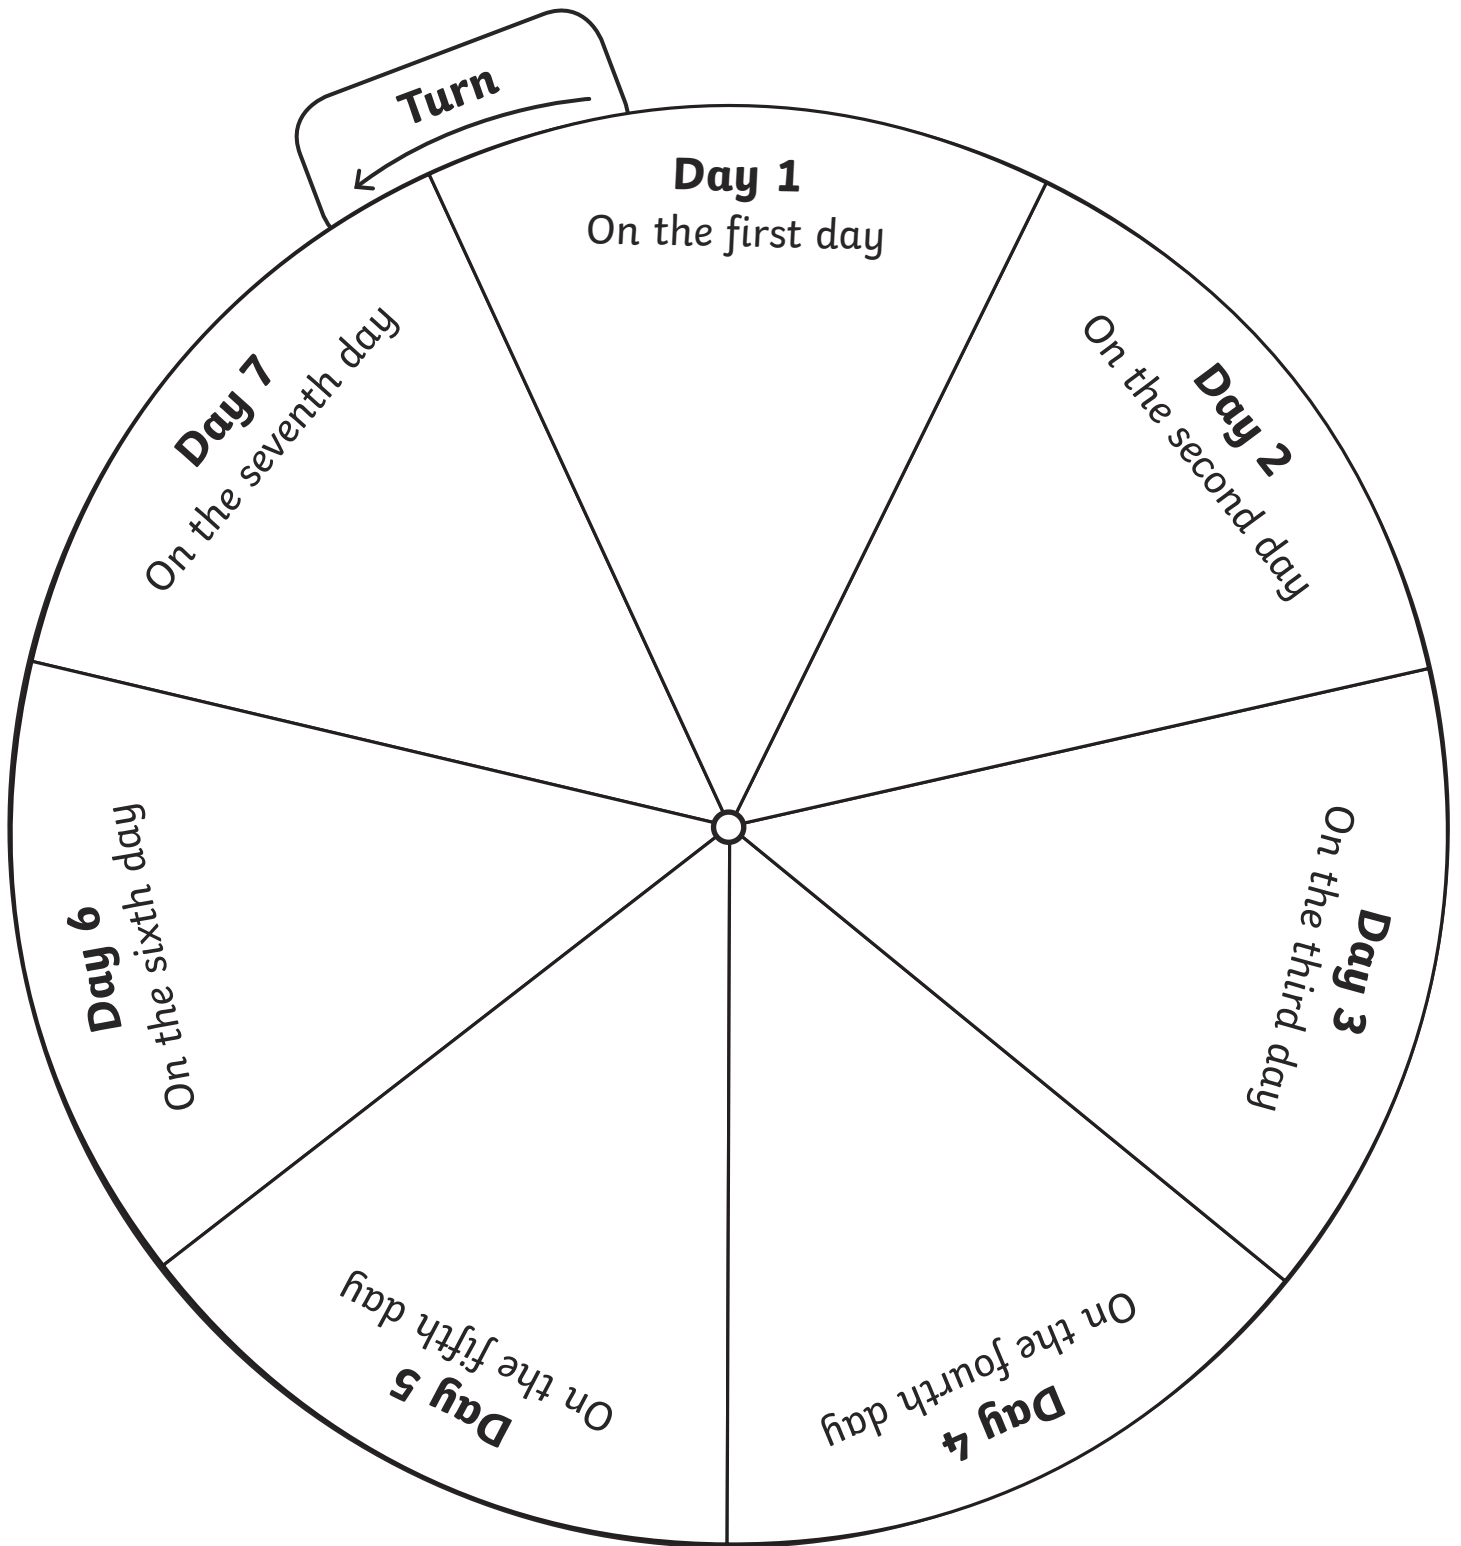 Turn
Day 1
On the first day
Day 2
On the second day
Day 3
On the third day
Day 4
On the fourth day
Day 5
On the fifth day
Day 6
On the sixth day
Day 7
On the seventh day